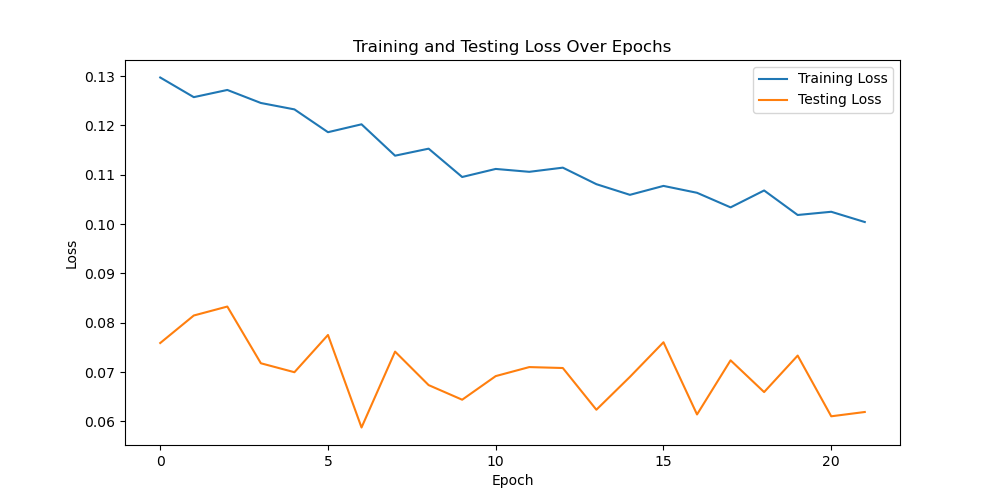 Training and Testing Loss Over Epochs
Training Loss
Testing Loss
0.13
0.12
0.11
0.10
0.09
0.08
0.07
0.06
Loss
0
5
10
15
20
Epoch